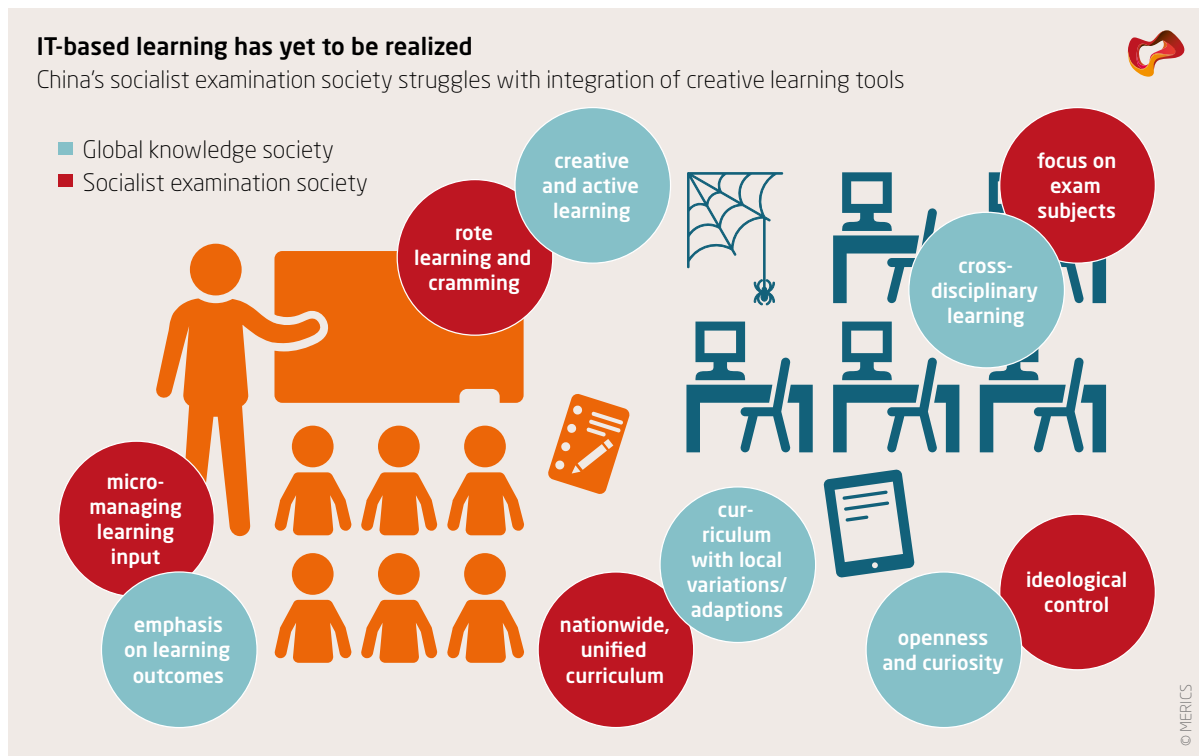 IT-based learning has yet to be realized
China's socialist examination society struggles with integration of creative learning tools
Global knowledge society
Socialist examination society
creative
and active
learning
rote
learning and
cramming
focus on
exam
subjects
cross-
disciplinary
learning
micro-
managing
learning
input
emphasis
on learning
outcomes
cur-
riculum
with local
variations/
adaptions
nationwide,
unified
curriculum
ideological
control
openness
and curiosity
© MERICS